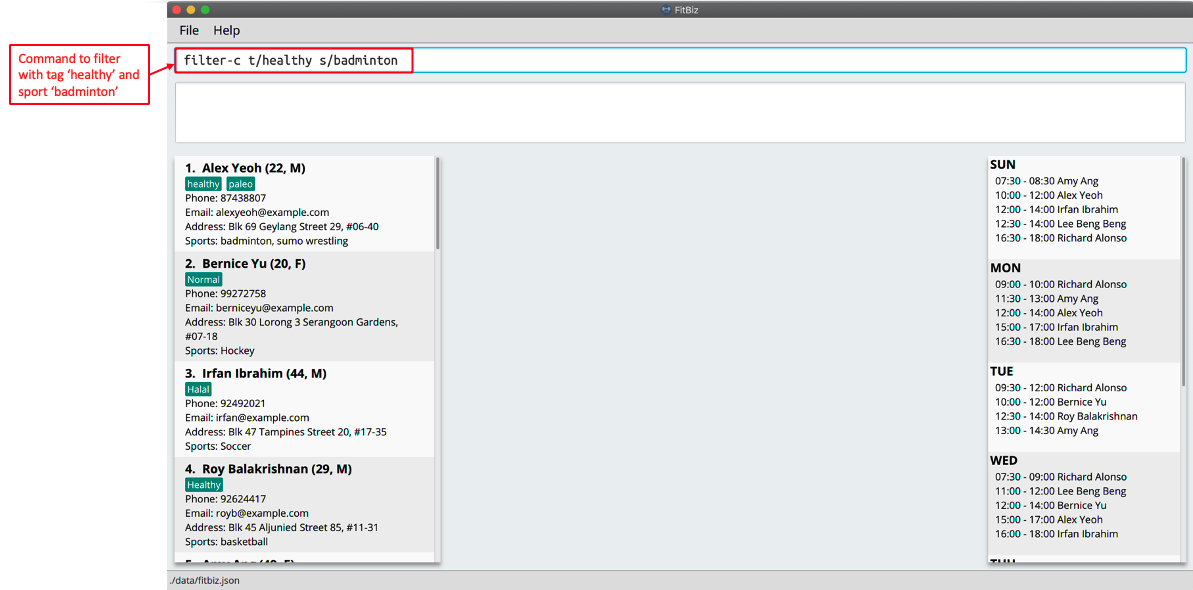 FitBiz
File Help
Command to filter
with tag ‘healthy’ and
sport ‘badminton’
filter-c t/healthy s/badminton
1. Alex Yeoh (22, M)
healthy paleo
Phone: 87438807
Email: alexyeoh@example.com
Address: Blk 69 Geylang Street 29, #06-40
Sports: badminton, sumo wrestling
2. Bernice Yu (20, F)
Normal
Phone: 99272758
Email: berniceyu@example.com
Address: Blk 30 Lorong 3 Serangoon Gardens,
#07-18
Sports: Hockey
3. Irfan Ibrahim (44, M)
Halal
Phone: 92492021
Email: irfan@example.com
Address: Blk 47 Tampines Street 20, #17-35
Sports: Soccer
4. Roy Balakrishnan (29, M)
Healthy
Phone: 92624417
Email: royb@example.com
Address: Blk 45 Aljunied Street 85, #11-31
Sports: basketball
SUN
07:30 - 08:30 Amy Ang
10:00 - 12:00 Alex Yeoh
12:00 - 14:00 Irfan Ibrahim
12:30 - 14:00 Lee Beng Beng
16:30 - 18:00 Richard Alonso
MON
09:00 - 10:00 Richard Alonso
11:30 - 13:00 Amy Ang
12:00 - 14:00 Alex Yeoh
15:00 - 17:00 Irfan Ibrahim
16:30 - 18:00 Lee Beng Beng
TUE
09:30 - 12:00 Richard Alonso
10:00 - 12:00 Bernice Yu
12:30 - 14:00 Roy Balakrishnan
13:00 - 14:30 Amy Ang
WED
07:30 - 09:00 Richard Alonso
11:00 - 12:00 Lee Beng Beng
12:00 - 14:00 Bernice Yu
15:00 - 17:00 Alex Yeoh
16:00 - 18:00 Irfan Ibrahim
./data/fitbiz.json